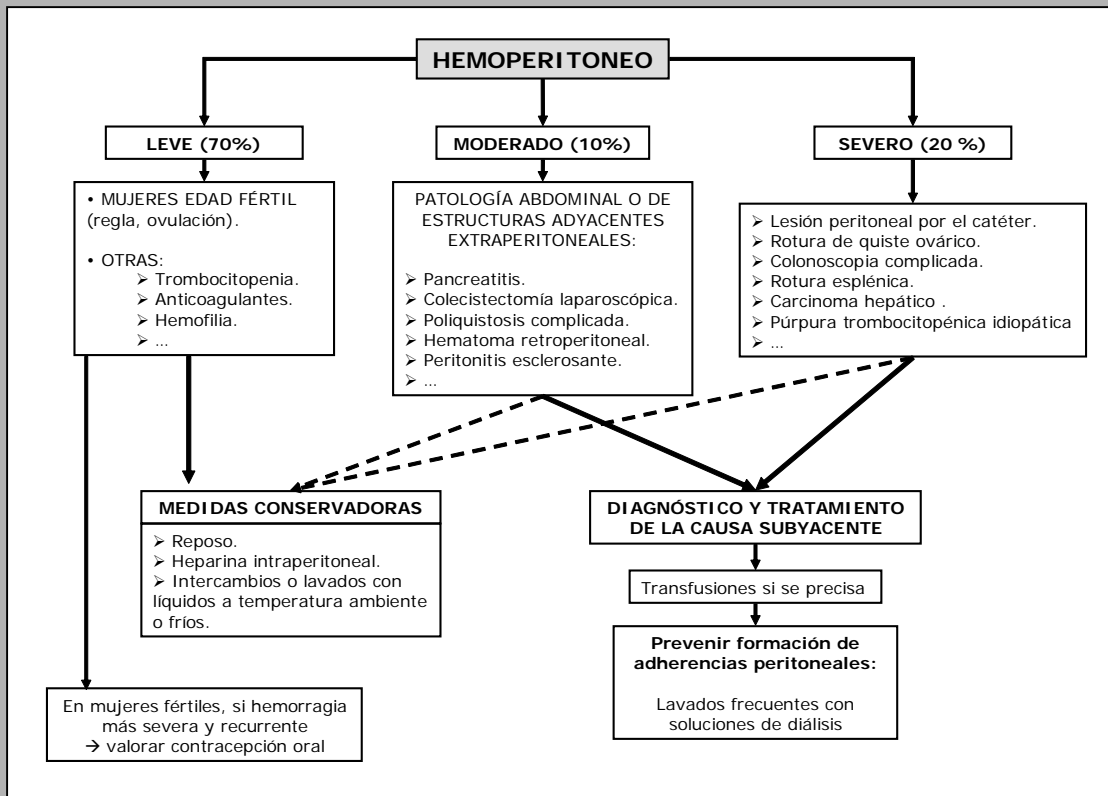 HEMOPERITONEO
LEVE (70%)
MODERADO (10%)
SEVERO (20 %)
• MUJERES EDAD FÉRTIL
(regla, ovulación).
• OTRAS:
➢ Trombocitopenia.
➢ Anticoagulantes.
➢ Hemofilia.
➢ ...
PATOLOGÍA ABDOMINAL O DE
ESTRUCTURAS ADYACENTES
EXTRAPERITONEALES:
➢ Pancreatitis.
➢ Colecistectomía laparoscópica.
➢ Poliquistosis complicada.
➢ Hematoma retroperitoneal.
➢ Peritonitis esclerosante.
➢ ...
➢ Lesión peritoneal por el catéter.
➢ Rotura de quiste ovárico.
➢ Colonoscopia complicada.
➢ Rotura esplénica.
➢ Carcinoma hepático .
➢ Púrpura trombocitopénica idiopática
➢ ...
MEDIDAS CONSERVADORAS
➢ Reposo.
➢ Heparina intraperitoneal.
➢ Intercambios o lavados con
líquidos a temperatura ambiente
o fríos.
DIAGNÓSTICO Y TRATAMIENTO
DE LA CAUSA SUBYACENTE
Transfusiones si se precisa
Prevenir formación de
adherencias peritoneales:
Lavados frecuentes con
soluciones de diálisis
En mujeres fértiles, si hemorragia
más severa y recurrente
→ valorar contracepción oral